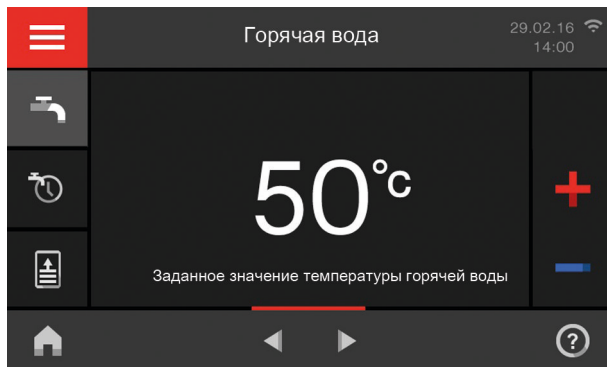 Горячая вода
29.02.16
14:00
50°C
Заданное значение температуры горячей воды
?